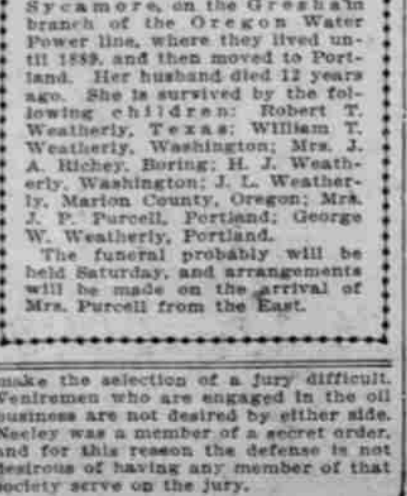 Sycamore, on the Gresham
branch of the Oregon Water
Power line, where they lived un-
til 1889, and then moved to Port-
land. Her husband died 12 years
ago. She is survived by the fol-
lowing children: Robert T.
Weatherly, Texas; William T.
Weatherly, Washington; Mrs. J.
A. Richey, Boring; H. J. Weath-
erly, Washington; J. L. Weather-
ly, Marion County, Oregon; Mrs.
J. P. Purcell, Portland; George
W. Weatherly, Portland.
The funeral probably will be
held Saturday, and arrangements
will be made on the arrival of
Mrs. Purcell from the East.
make the selection of a jury difficult.
Veniremen who are engaged in the oil
business are not desired by either side.
Neeley was a member of a secret order,
and for this reason the defense is not
desirous of having any member of that
society serve on the jury.